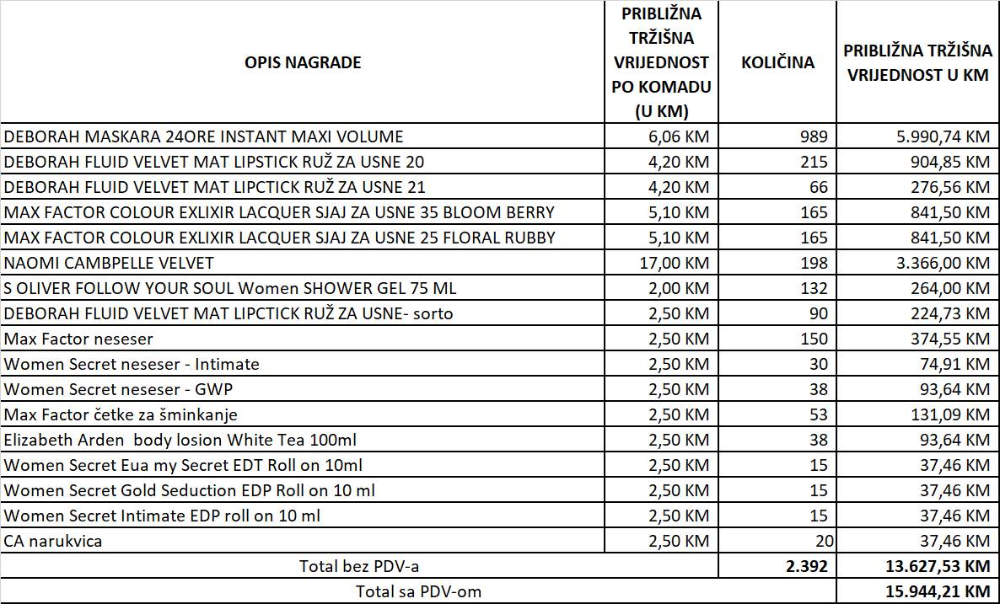 OPIS NAGRADE PRIBLIŽNA TRŽIŠNA VRIJEDNOST PO KOMADU (U KM) KOLIČINA PRIBLIŽNA TRŽIŠNA VRIJEDNOST U KM
DEBORAH MASKARA 24ORE INSTANT MAXI VOLUME 6,06 KM 989 5.990,74 KM
DEBORAH FLUID VELVET MAT LIPSTICK RUŽ ZA USNE 20 4,20 KM 215 904,85 KM
DEBORAH FLUID VELVET MAT LIPCTICK RUŽ ZA USNE 21 4,20 KM 66 276,56 KM
MAX FACTOR COLOUR EXLIXIR LACQUER SJAJ ZA USNE 35 BLOOM BERRY 5,10 KM 165 841,50 KM
MAX FACTOR COLOUR EXLIXIR LACQUER SJAJ ZA USNE 25 FLORAL RUBBY 5,10 KM 165 841,50 KM
NAOMI CAMBPELLE VELVET 17,00 KM 198 3.366,00 KM
S OLIVER FOLLOW YOUR SOUL Women SHOWER GEL 75 ML 2,00 KM 132 264,00 KM
DEBORAH FLUID VELVET MAT LIPCTICK RUŽ ZA USNE- sorto 2,50 KM 90 224,73 KM
Max Factor neseser 2,50 KM 150 374,55 KM
Women Secret neseser - Intimate 2,50 KM 30 74,91 KM
Women Secret neseser - GWP 2,50 KM 38 93,64 KM
Max Factor četke za šminkanje 2,50 KM 53 131,09 KM
Elizabeth Arden  body losion White Tea 100ml 2,50 KM 38 93,64 KM
Women Secret Eua my Secret EDT Roll on 10ml 2,50 KM 15 37,46 KM
Women Secret Gold Seduction EDP Roll on 10 ml 2,50 KM 15 37,46 KM
Women Secret Intimate EDP roll on 10 ml 2,50 KM 15 37,46 KM
CA narukvica 2,50 KM 20 37,46 KM
Total bez PDV-a 2.392 13.627,53 KM
Total sa PDV-om 15.944,21 KM